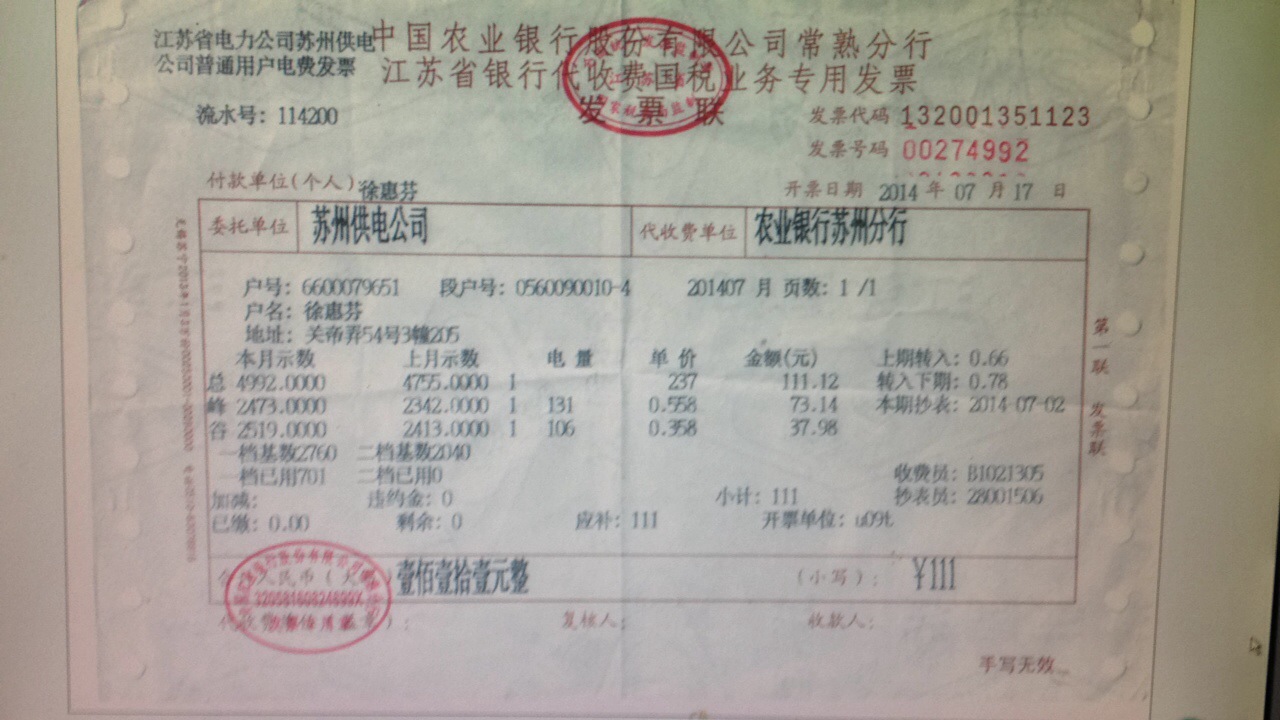 江苏省电力公司苏州供电
公司普通用户电费发票
中国农业银行股份有限公司常熟分行
江苏省银行代收费国税业务专用发票
发票联
流水号: 114200
发票代码 132001351123
发票号码 00274992
付款单位(个人) 徐惠芬
开票日期 2014 年 07 月 17 日
委托单位 苏州供电公司 代收费单位 农业银行苏州分行
户号: 6600079651 段户号: 0560090010-4 201407 月 页数: 1 /1
户名: 徐惠芬
地址: 关帝弄54号3幢205
本月示数 上月示数 电 量 单 价 金额(元) 上期转入: 0.66
总 4992.0000 4755.0000 1 237 111.12 转入下期: 0.78
峰 2473.0000 2342.0000 1 131 0.558 73.14 本期抄表: 2014-07-02
谷 2519.0000 2413.0000 1 106 0.358 37.98
一档基数2760 二档基数2040
一档已用701 二档已用0
收费员: B1021305
加减: 违约金: 0 小计: 111 抄表员: 28001506
已缴: 0.00 剩余: 0 应补: 111 开票单位: u09t
人民币 壹佰壹拾壹元整 (小写): ¥111
代收费 复核人: 收款人:
手写无效
第一联 发票联